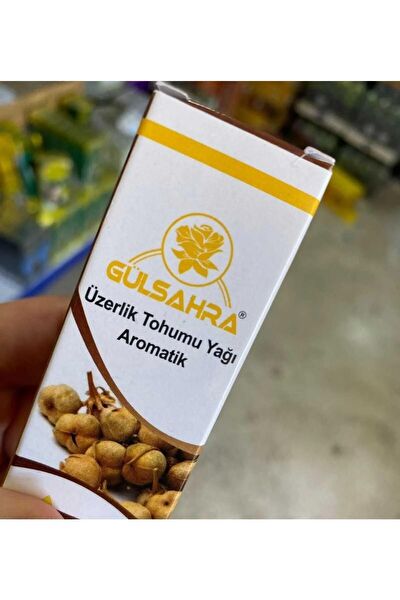 GÜLSAHRA®
Üzerlik Tohumu Yağı
Aromatik